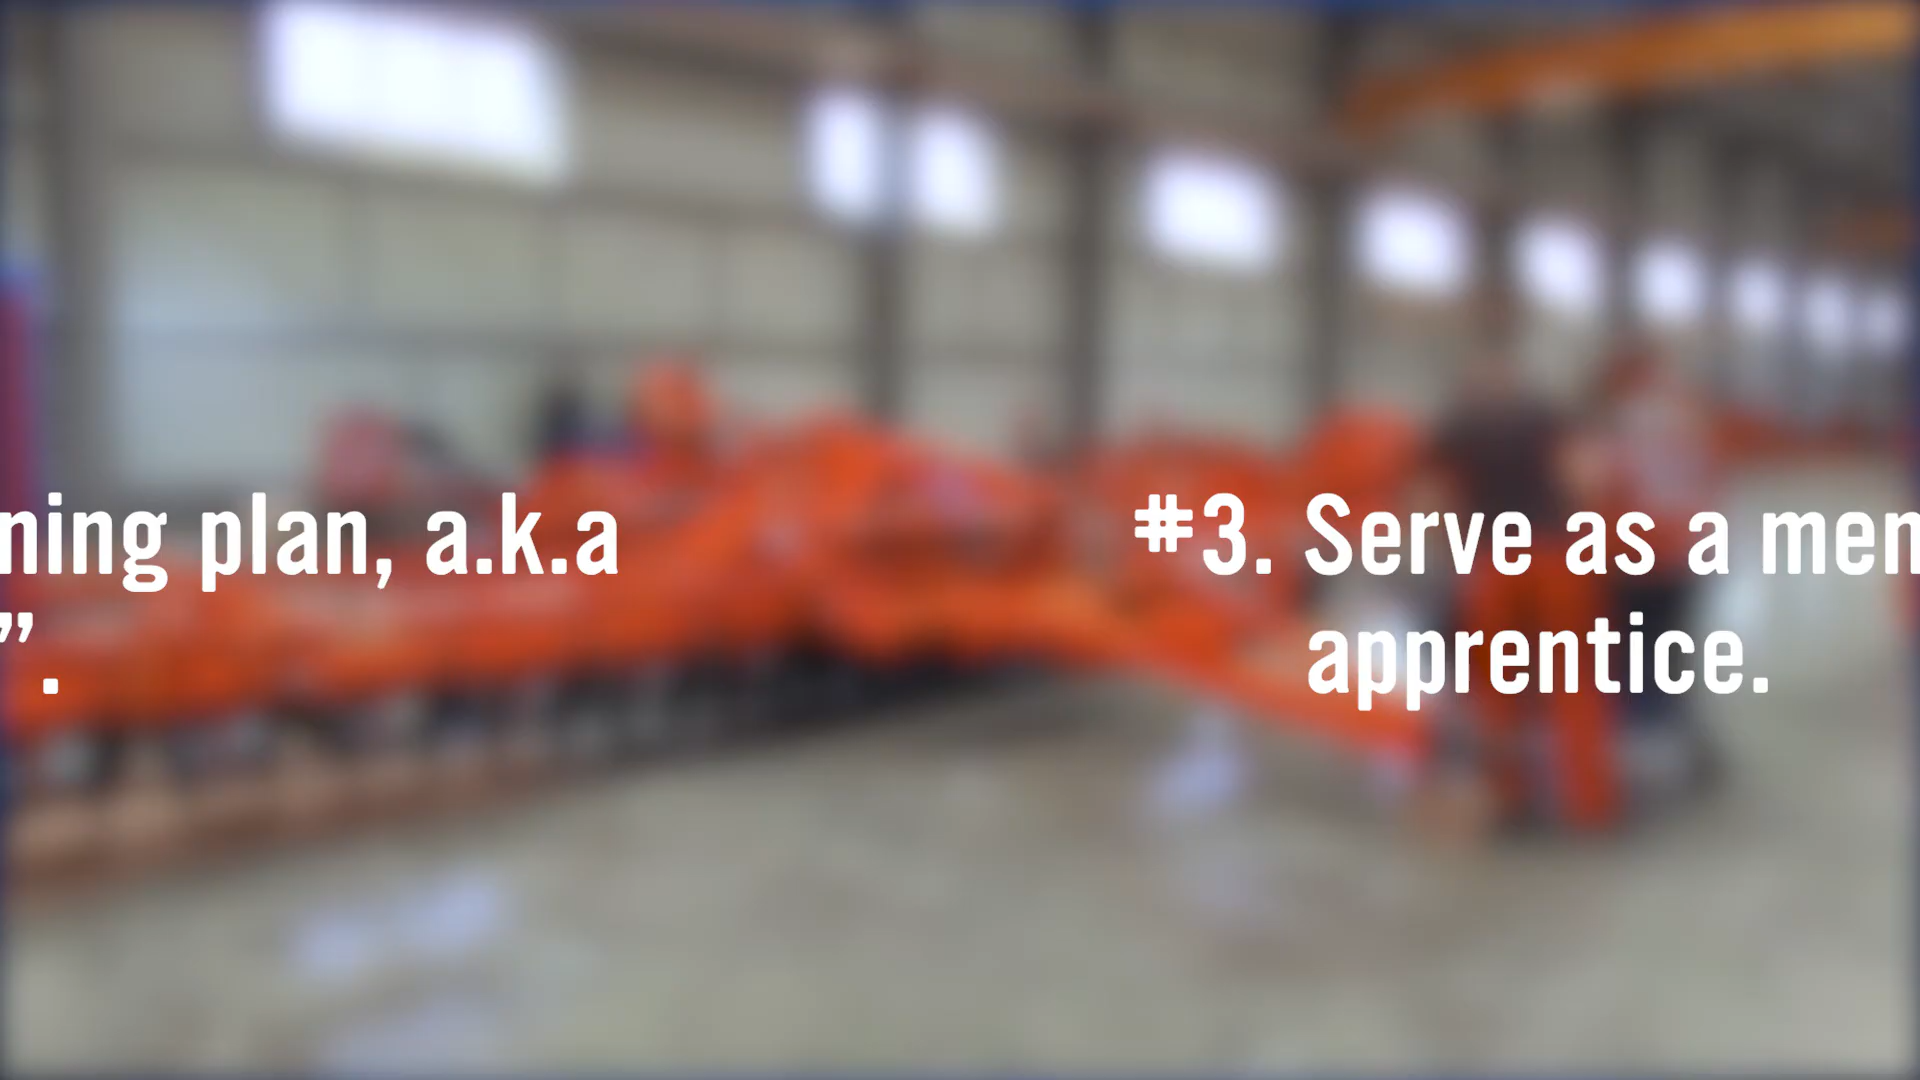 ning plan, a.k.a
”.
#3. Serve as a men
apprentice.